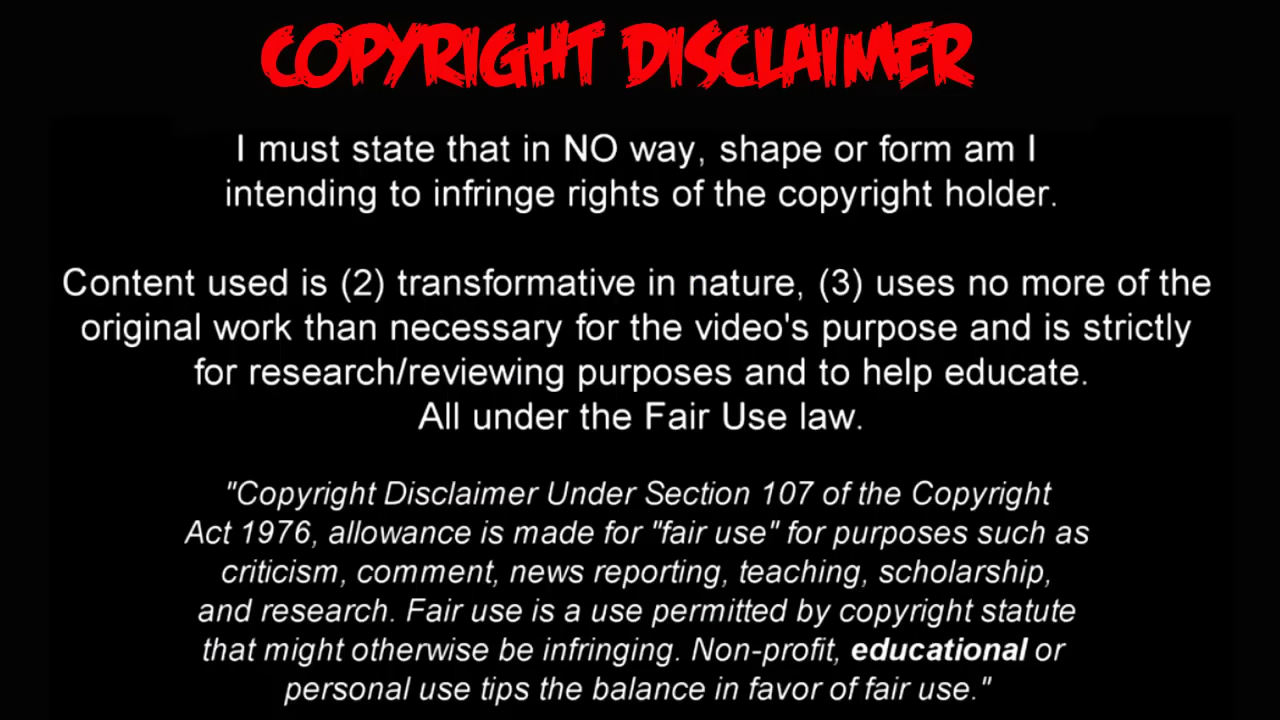 COPYRIGHT DISCLAIMER
I must state that in NO way, shape or form am I
intending to infringe rights of the copyright holder.
Content used is (2) transformative in nature, (3) uses no more of the
original work than necessary for the video's purpose and is strictly
for research/reviewing purposes and to help educate.
All under the Fair Use law.
"Copyright Disclaimer Under Section 107 of the Copyright
Act 1976, allowance is made for "fair use" for purposes such as
criticism, comment, news reporting, teaching, scholarship,
and research. Fair use is a use permitted by copyright statute
that might otherwise be infringing. Non-profit, educational or
personal use tips the balance in favor of fair use."